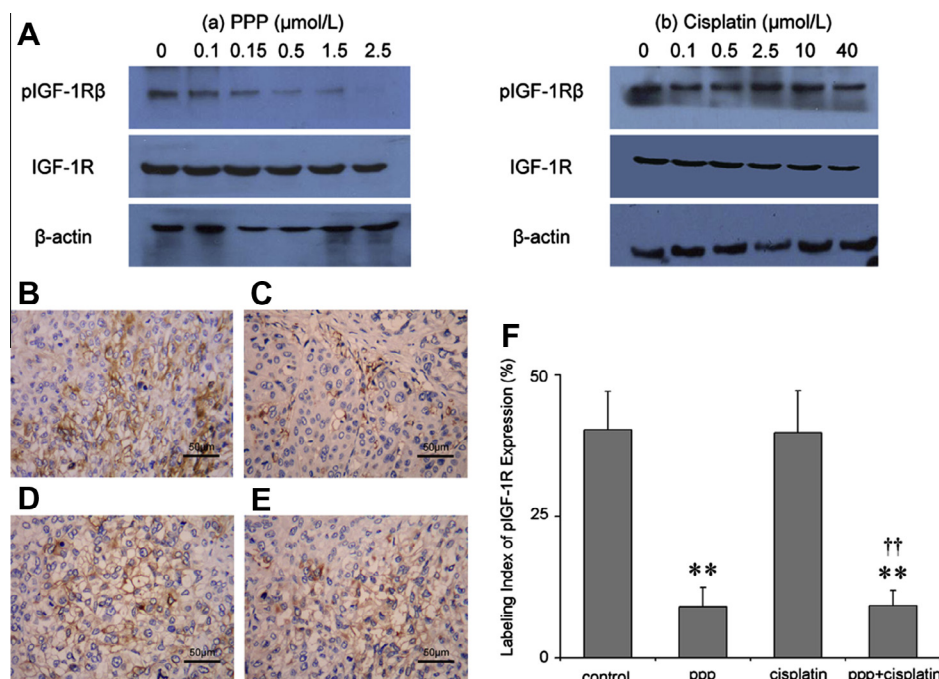 A
(a) PPP (μmol/L)
0 0.1 0.15 0.5 1.5 2.5
pIGF-1Rβ
IGF-1R
β-actin
(b) Cisplatin (μmol/L)
0 0.1 0.5 2.5 10 40
pIGF-1Rβ
IGF-1R
β-actin
B
50μm
C
50μm
D
50μm
E
50μm
F
Labeling Index of pIGF-1R Expression (%)
50
25
0
**
††
**
control ppp cisplatin ppp+cisplatin